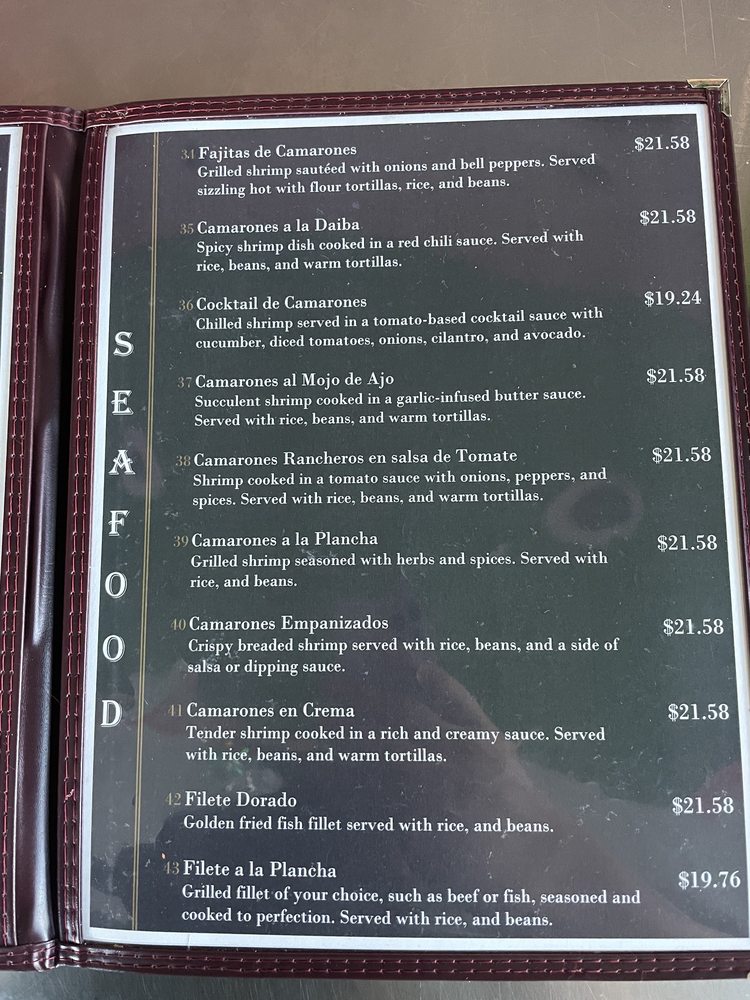 SEAFOOD
34 Fajitas de Camarones $21.58
Grilled shrimp sautéed with onions and bell peppers. Served
sizzling hot with flour tortillas, rice, and beans.
35 Camarones a la Daiba $21.58
Spicy shrimp dish cooked in a red chili sauce. Served with
rice, beans, and warm tortillas.
36 Cocktail de Camarones $19.24
Chilled shrimp served in a tomato-based cocktail sauce with
cucumber, diced tomatoes, onions, cilantro, and avocado.
37 Camarones al Mojo de Ajo $21.58
Succulent shrimp cooked in a garlic-infused butter sauce.
Served with rice, beans, and warm tortillas.
38 Camarones Rancheros en salsa de Tomate $21.58
Shrimp cooked in a tomato sauce with onions, peppers, and
spices. Served with rice, beans, and warm tortillas.
39 Camarones a la Plancha $21.58
Grilled shrimp seasoned with herbs and spices. Served with
rice, and beans.
40 Camarones Empanizados $21.58
Crispy breaded shrimp served with rice, beans, and a side of
salsa or dipping sauce.
41 Camarones en Crema $21.58
Tender shrimp cooked in a rich and creamy sauce. Served
with rice, beans, and warm tortillas.
42 Filete Dorado $21.58
Golden fried fish fillet served with rice, and beans.
43 Filete a la Plancha $19.76
Grilled fillet of your choice, such as beef or fish, seasoned and
cooked to perfection. Served with rice, and beans.